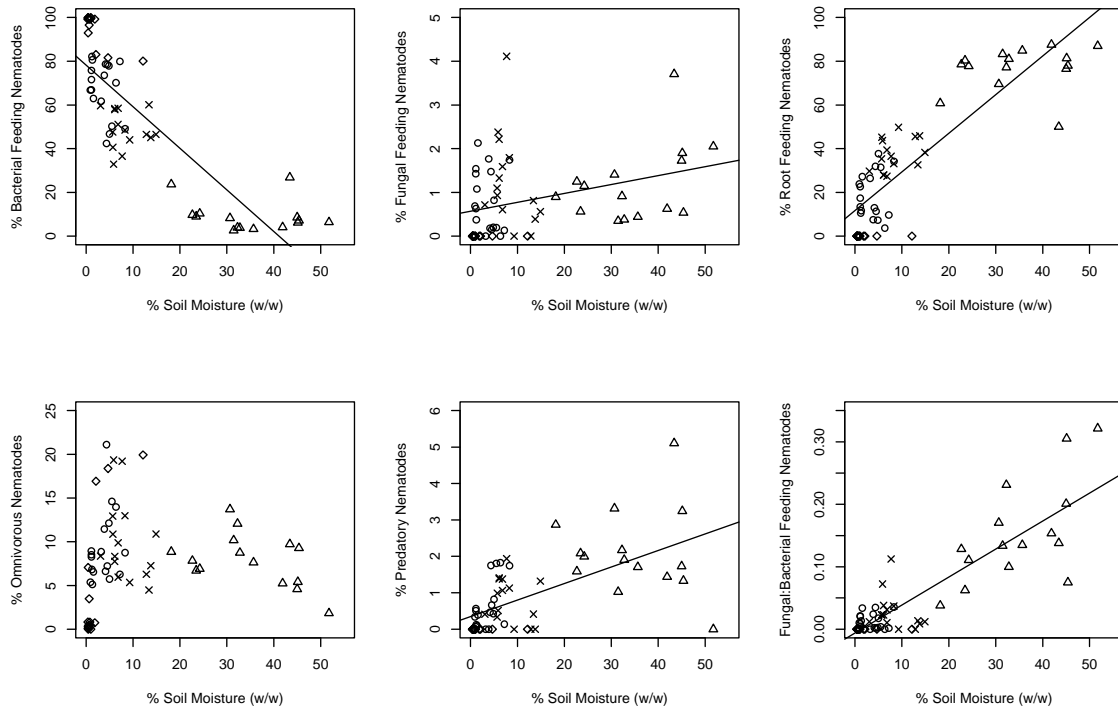 % Bacterial Feeding Nematodes
100
80
60
40
20
0
0 10 20 30 40 50
% Soil Moisture (w/w)
% Fungal Feeding Nematodes
5
4
3
2
1
0
0 10 20 30 40 50
% Soil Moisture (w/w)
% Root Feeding Nematodes
100
80
60
40
20
0
0 10 20 30 40 50
% Soil Moisture (w/w)
% Omnivorous Nematodes
25
20
15
10
5
0
0 10 20 30 40 50
% Soil Moisture (w/w)
% Predatory Nematodes
6
5
4
3
2
1
0
0 10 20 30 40 50
% Soil Moisture (w/w)
Fungal:Bacterial Feeding Nematodes
0.30
0.20
0.10
0.00
0 10 20 30 40 50
% Soil Moisture (w/w)